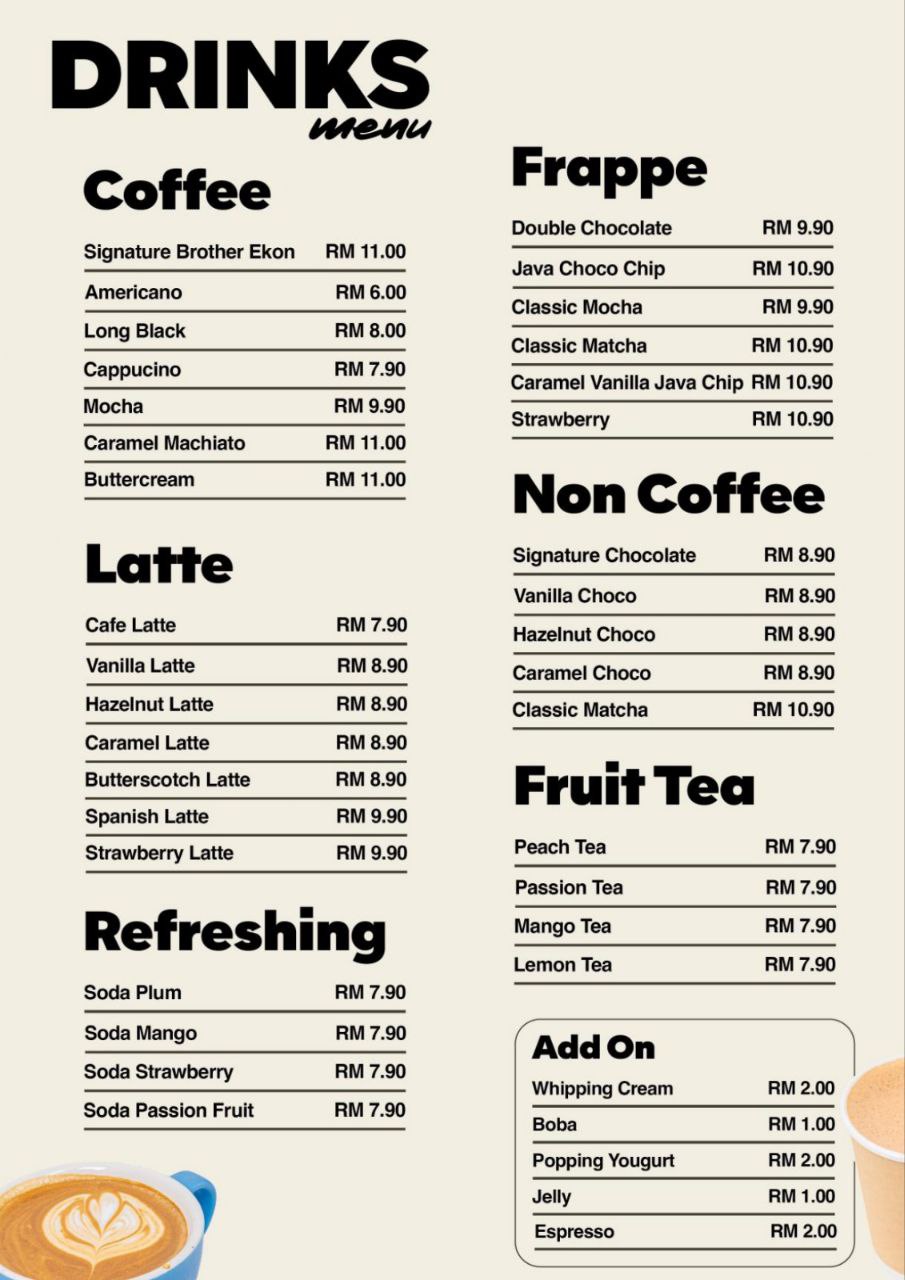 DRINKS
menu
Coffee
Signature Brother Ekon RM 11.00
Americano RM 6.00
Long Black RM 8.00
Cappucino RM 7.90
Mocha RM 9.90
Caramel Machiato RM 11.00
Buttercream RM 11.00
Latte
Cafe Latte RM 7.90
Vanilla Latte RM 8.90
Hazelnut Latte RM 8.90
Caramel Latte RM 8.90
Butterscotch Latte RM 8.90
Spanish Latte RM 9.90
Strawberry Latte RM 9.90
Refreshing
Soda Plum RM 7.90
Soda Mango RM 7.90
Soda Strawberry RM 7.90
Soda Passion Fruit RM 7.90
Frappe
Double Chocolate RM 9.90
Java Choco Chip RM 10.90
Classic Mocha RM 9.90
Classic Matcha RM 10.90
Caramel Vanilla Java Chip RM 10.90
Strawberry RM 10.90
Non Coffee
Signature Chocolate RM 8.90
Vanilla Choco RM 8.90
Hazelnut Choco RM 8.90
Caramel Choco RM 8.90
Classic Matcha RM 10.90
Fruit Tea
Peach Tea RM 7.90
Passion Tea RM 7.90
Mango Tea RM 7.90
Lemon Tea RM 7.90
Add On
Whipping Cream RM 2.00
Boba RM 1.00
Popping Yougurt RM 2.00
Jelly RM 1.00
Espresso RM 2.00